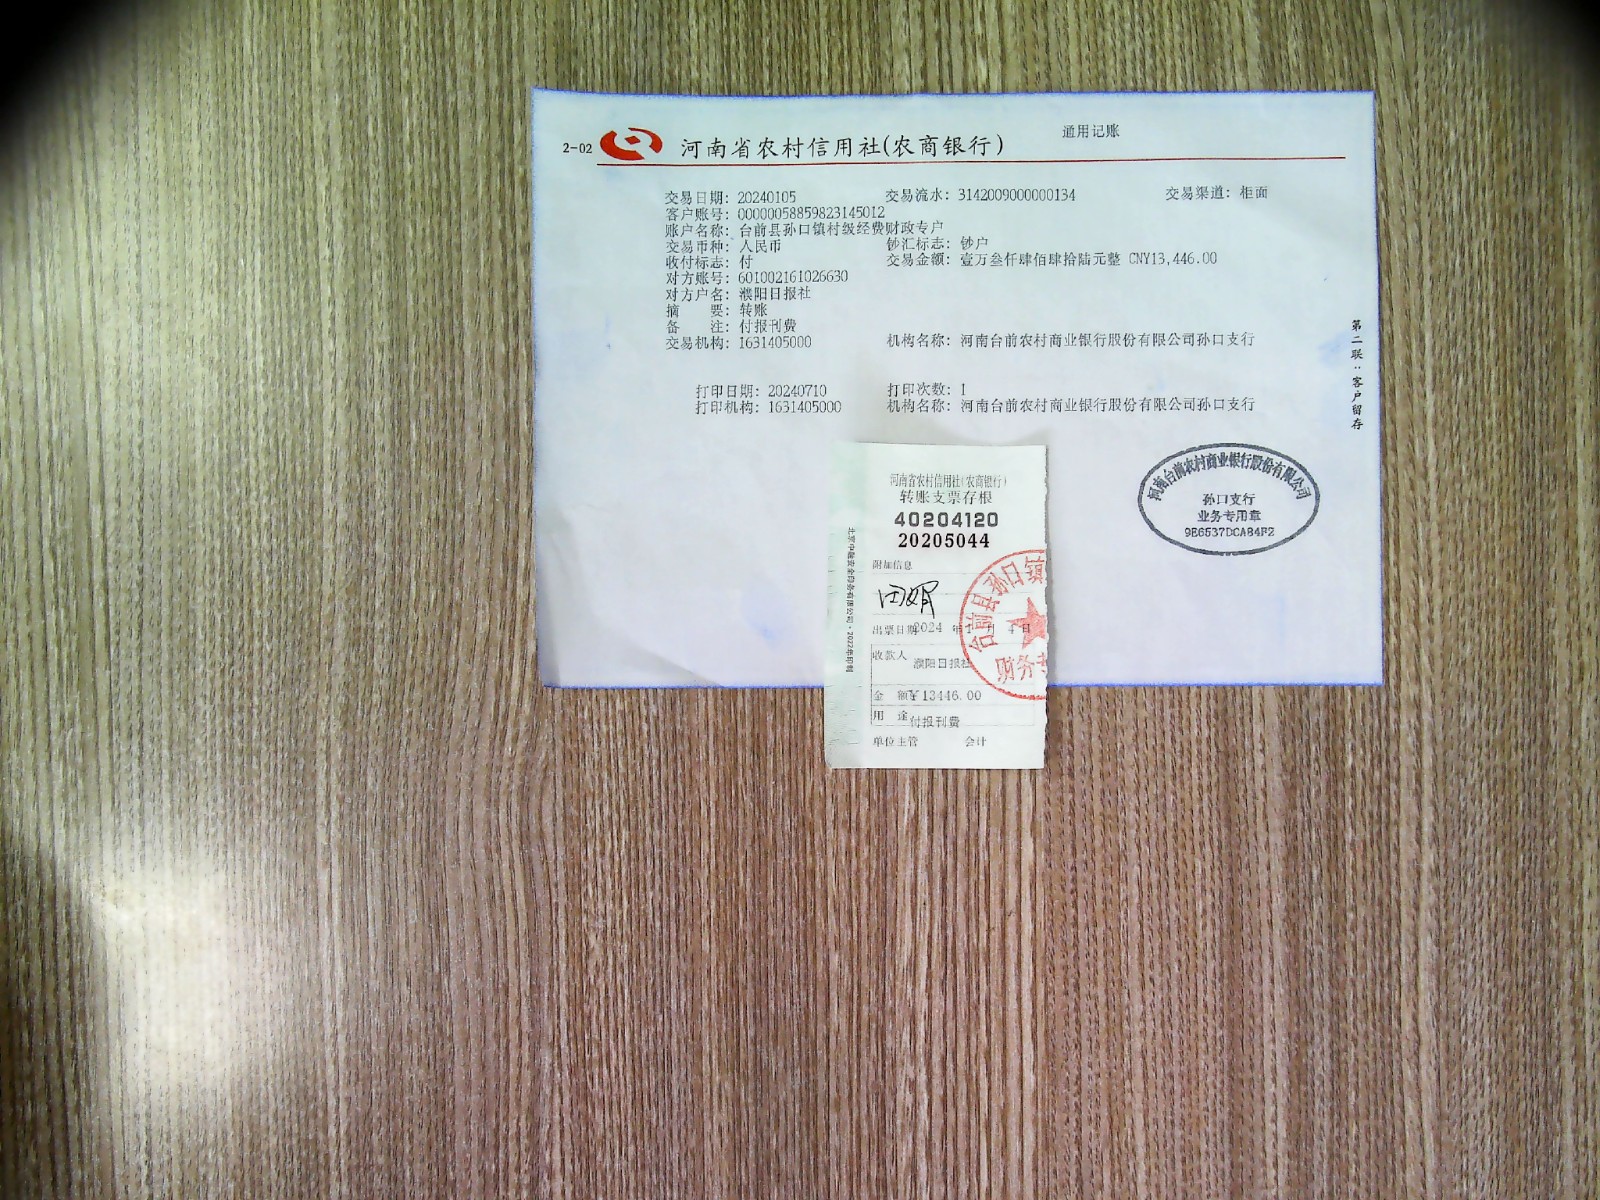 通用记账
2-02 河南省农村信用社(农商银行)
交易日期: 20240105 交易流水: 3142009000000134 交易渠道: 柜面
客户账号: 00000058859823145012
账户名称: 台前县孙口镇村级经费财政专户
交易币种: 人民币 钞汇标志: 钞户
收付标志: 付 交易金额: 壹万叁仟肆佰肆拾陆元整 CNY13,446.00
对方账号: 601002161026630
对方户名: 濮阳日报社
摘 要: 转账
备 注: 付报刊费
交易机构: 1631405000 机构名称: 河南台前农村商业银行股份有限公司孙口支行
打印日期: 20240710 打印次数: 1
打印机构: 1631405000 机构名称: 河南台前农村商业银行股份有限公司孙口支行
第二联:客户留存
河南台前农村商业银行股份有限公司
孙口支行
业务专用章
9E6537DCA84F2
河南省农村信用社(农商银行)
转账支票存根
40204120
20205044
附加信息
田娟
出票日期2024 年1月4日
收款人 濮阳日报社
金 额¥13446.00
用 途 付报刊费
单位主管 会计
台前县孙口镇
财务专